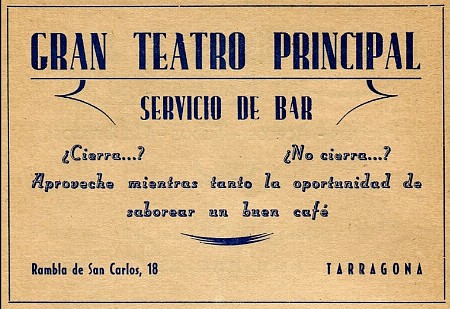 GRAN TEATRO PRINCIPAL
SERVICIO DE BAR
¿Cierra...? ¿No cierra...?
Aproveche mientras tanto la oportunidad de
saborear un buen café
Rambla de San Carlos, 18 TARRAGONA